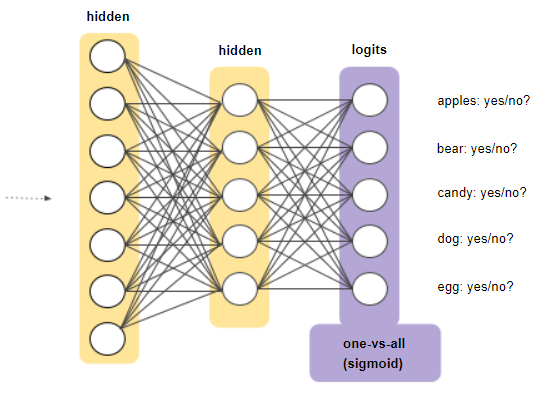 hidden
hidden
logits
apples: yes/no?
bear: yes/no?
candy: yes/no?
dog: yes/no?
egg: yes/no?
one-vs-all
(sigmoid)